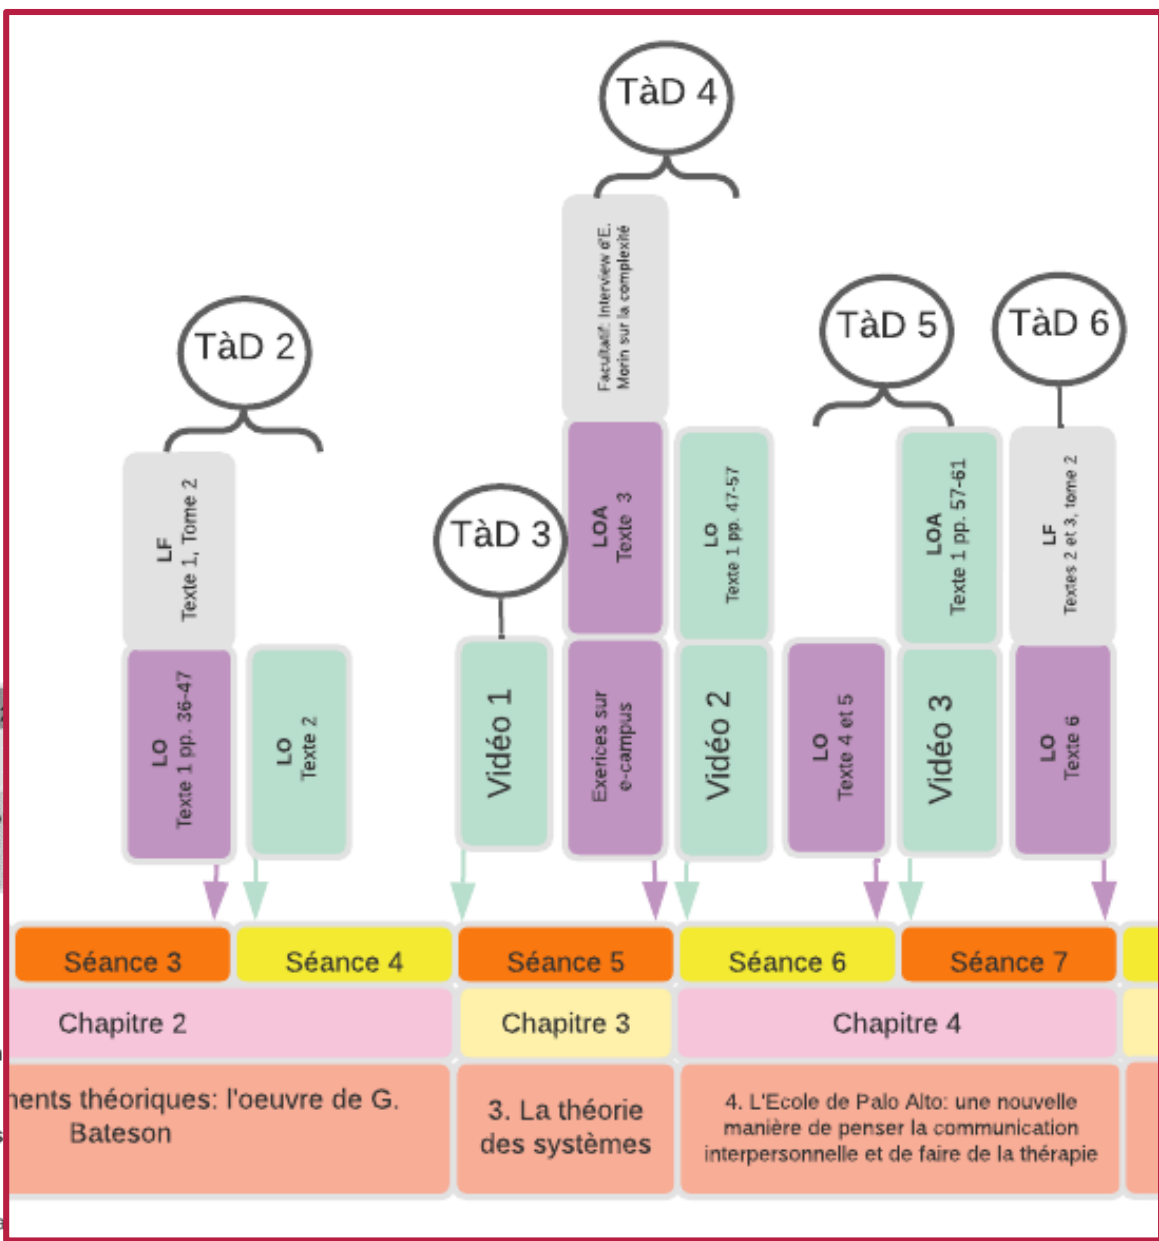 TàD 4
Facultatif: Interview d'E.
Morin sur la complexité
TàD 2
TàD 5
TàD 6
LF
Texte 1, Tome 2
TàD 3
LOA
Texte 3
LO
Texte 1 pp. 47-57
LOA
Texte 1 pp. 57-61
LF
Textes 2 et 3, tome 2
LO
Texte 1 pp. 36-47
LO
Texte 2
Vidéo 1
Exerices sur
e-campus
Vidéo 2
LO
Texte 4 et 5
Vidéo 3
LO
Texte 6
Séance 3
Séance 4
Séance 5
Séance 6
Séance 7
Chapitre 2
Chapitre 3
Chapitre 4
nents théoriques: l'oeuvre de G.
Bateson
3. La théorie
des systèmes
4. L'Ecole de Palo Alto: une nouvelle
manière de penser la communication
interpersonnelle et de faire de la thérapie